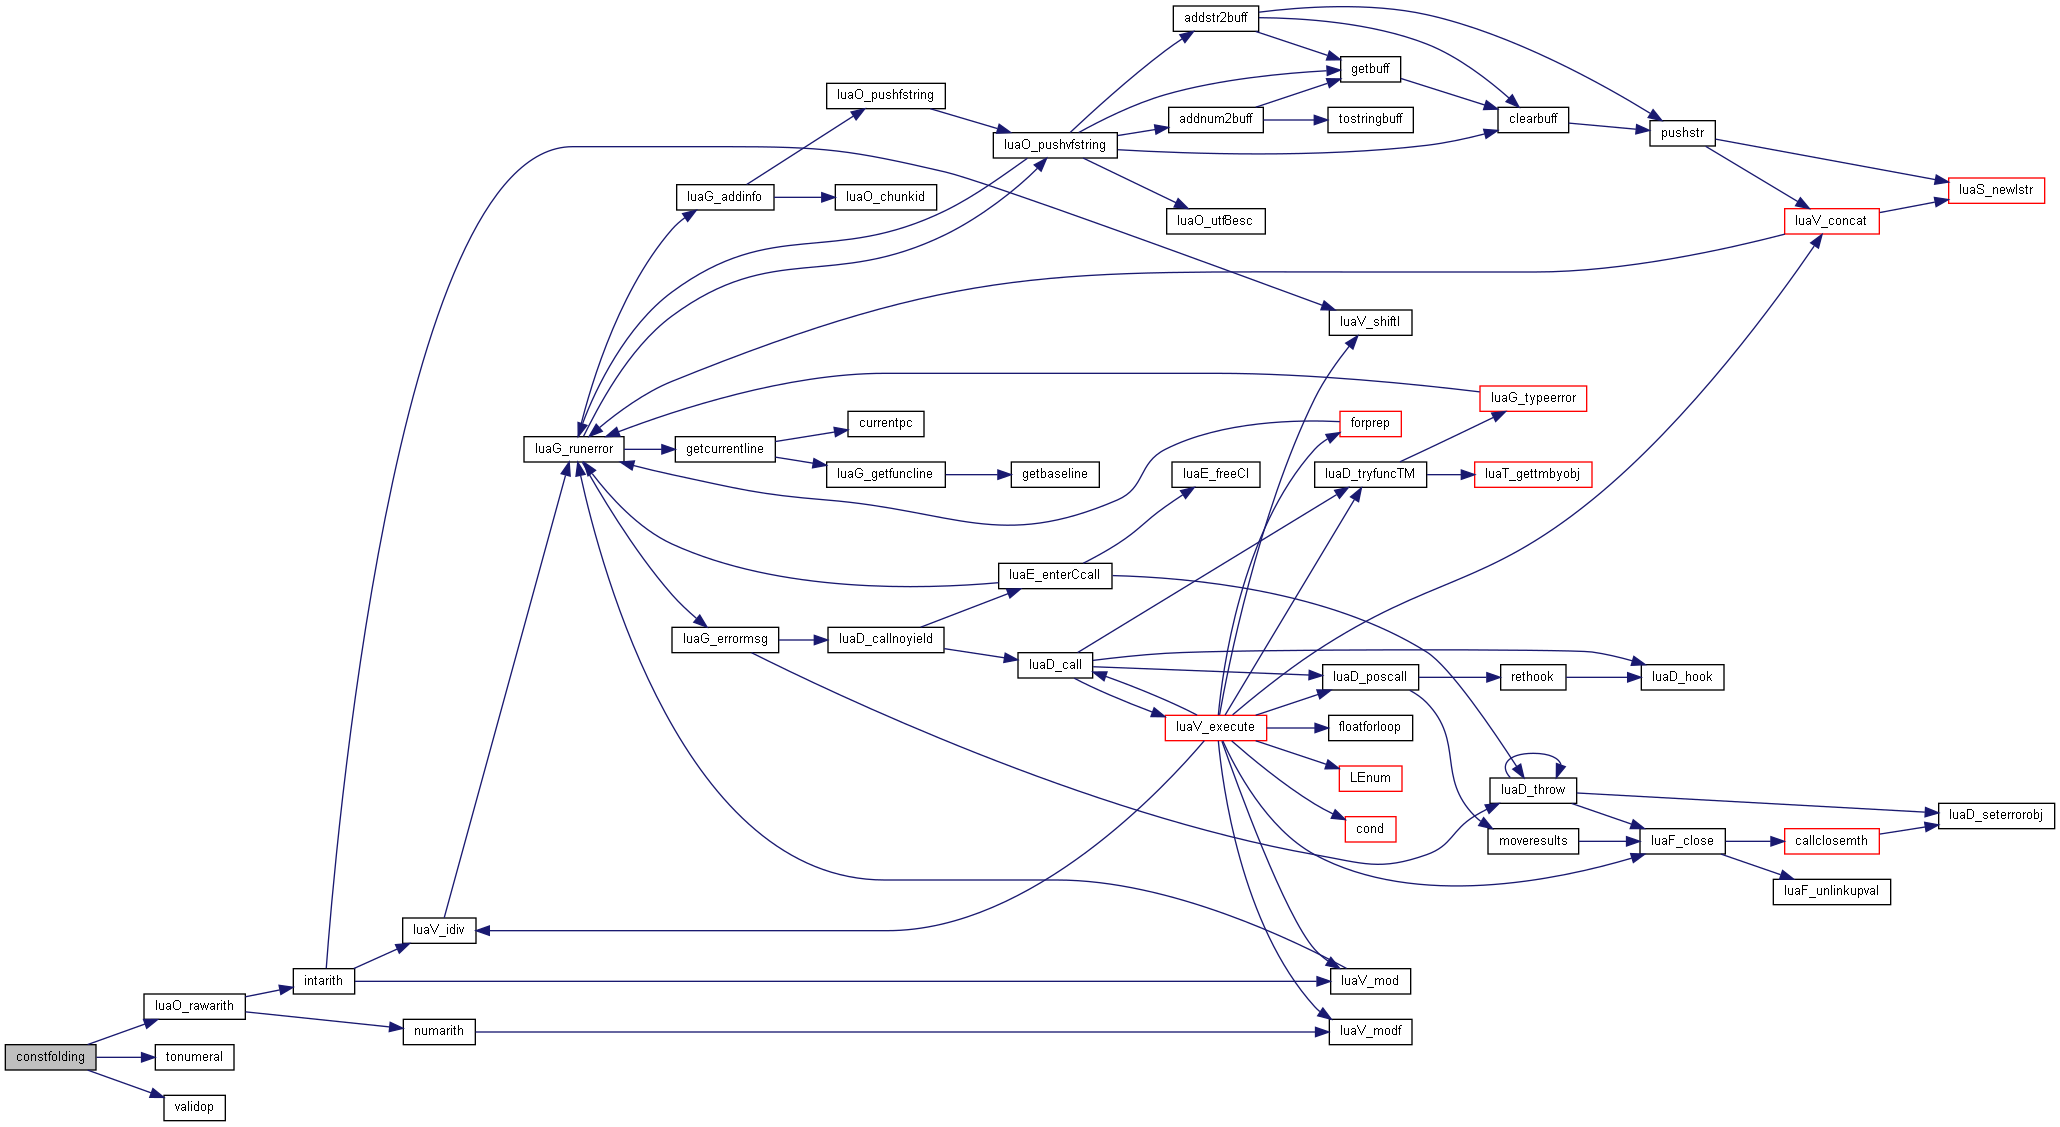 addstr2buff
getbuff
luaO_pushfstring
addnum2buff
tostringbuff
clearbuff
pushstr
luaO_pushvfstring
luaG_addinfo
luaO_chunkid
luaS_newlstr
luaO_utf8esc
luaV_concat
luaV_shiftl
luaG_typeerror
currentpc
forprep
luaG_runerror
getcurrentline
luaG_getfuncline
getbaseline
luaE_freeCI
luaD_tryfuncTM
luaT_gettmbyobj
luaE_enterCcall
luaG_errormsg
luaD_callnoyield
luaD_call
luaD_poscall
rethook
luaD_hook
luaV_execute
floatforloop
LEnum
luaD_throw
luaD_seterrorobj
cond
moveresults
luaF_close
callclosemth
luaF_unlinkupval
luaV_idiv
intarith
luaV_mod
luaO_rawarith
numarith
luaV_modf
constfolding
tonumeral
validop